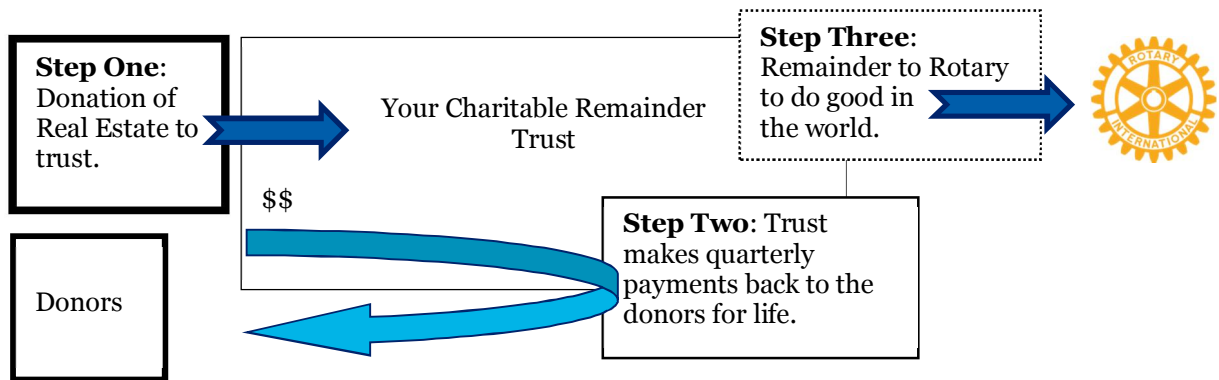 Step One:
Donation of
Real Estate to
trust.
Your Charitable Remainder
Trust
Step Three:
Remainder to Rotary
to do good in
the world.
ROTARY
INTERNATIONAL
$$
Step Two: Trust
makes quarterly
payments back to the
donors for life.
Donors